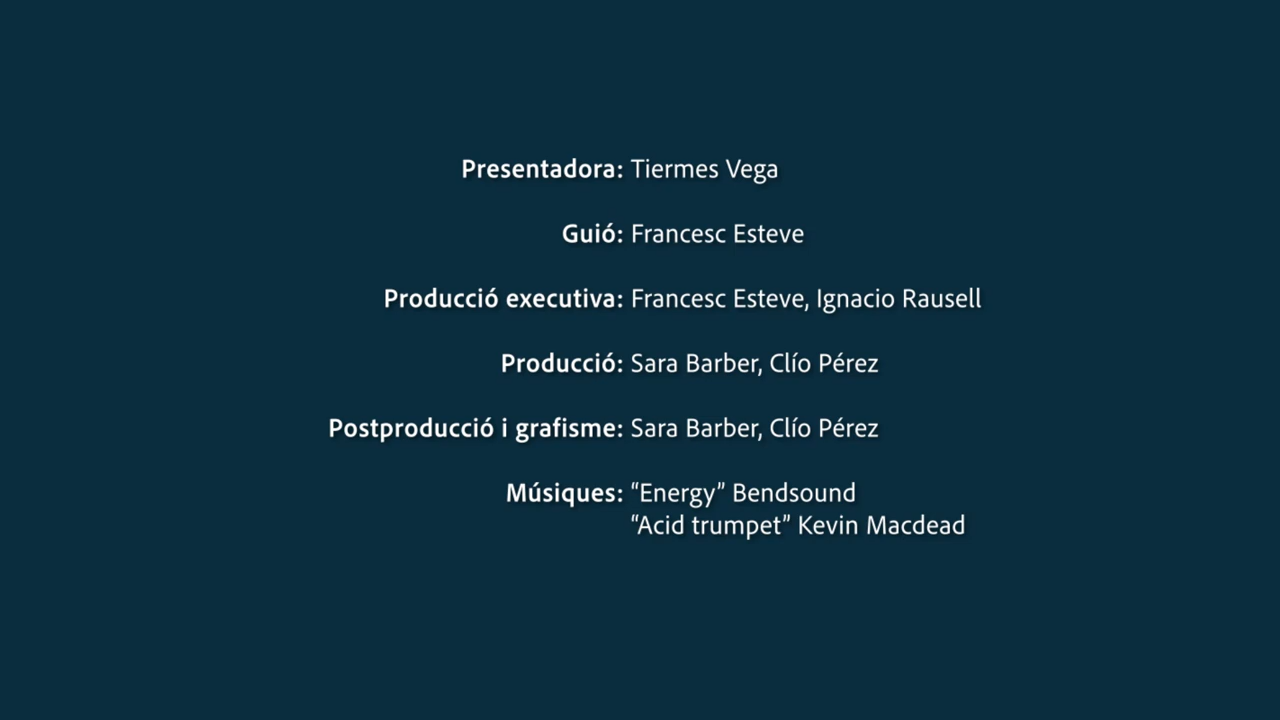 Presentadora: Tiermes Vega
Guió: Francesc Esteve
Producció executiva: Francesc Esteve, Ignacio Rausell
Producció: Sara Barber, Clío Pérez
Postproducció i grafisme: Sara Barber, Clío Pérez
Músiques: “Energy” Bendsound
“Acid trumpet” Kevin Macdead